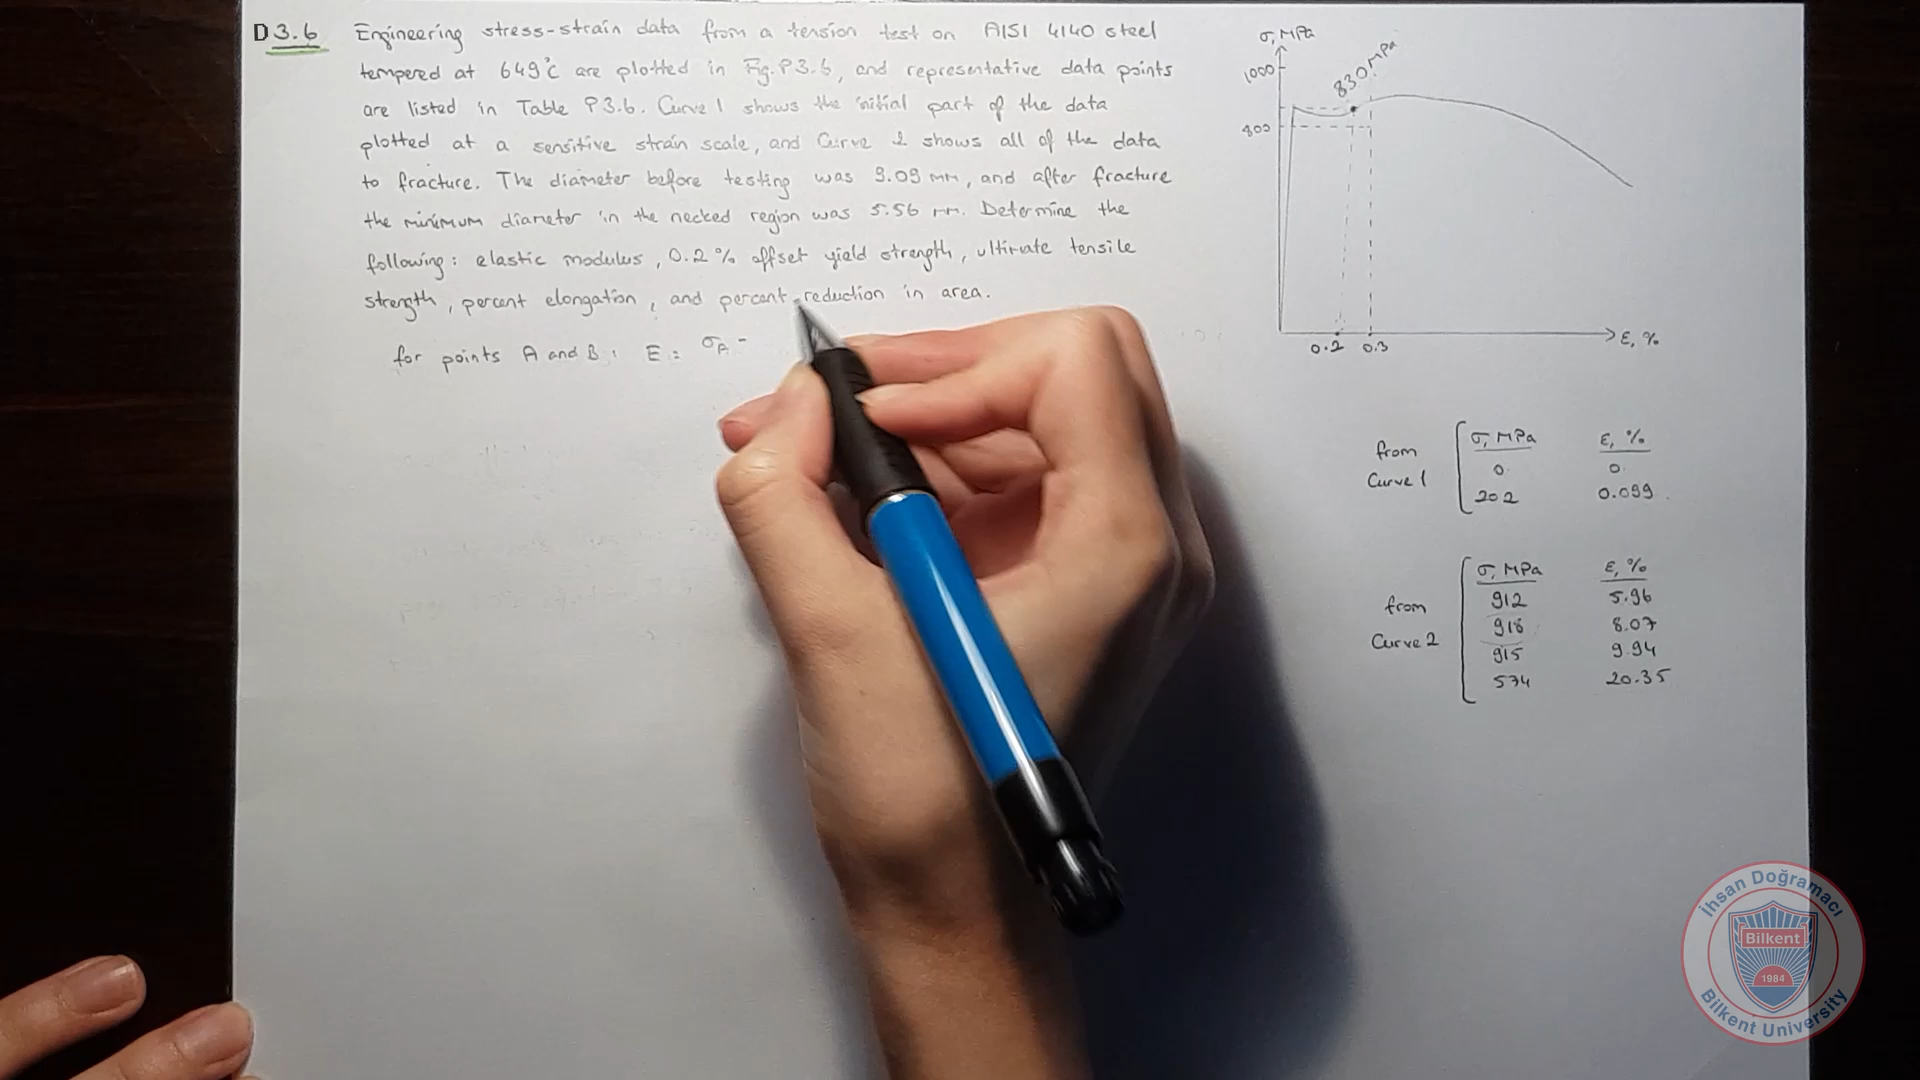 D 3.6 Engineering stress-strain data from a tension test on AISI 4140 steel
tempered at 649°C are plotted in Fig. P3.6, and representative data points
are listed in Table P3.6. Curve 1 shows the initial part of the data
plotted at a sensitive strain scale, and Curve 2 shows all of the data
to fracture. The diameter before testing was 9.09 mm, and after fracture
the minimum diameter in the necked region was 5.56 mm. Determine the
following: elastic modulus, 0.2% offset yield strength, ultimate tensile
strength, percent elongation, and percent reduction in area.
for points A and B: E = σA -
σ, MPa
1000
830 MPa
800
0.2 0.3 ε, %
from Curve 1
σ, MPa ε, %
0 0
202 0.099
from Curve 2
σ, MPa ε, %
912 5.96
918 8.07
915 9.94
574 20.35
İhsan Doğramacı
Bilkent
1984
Bilkent University